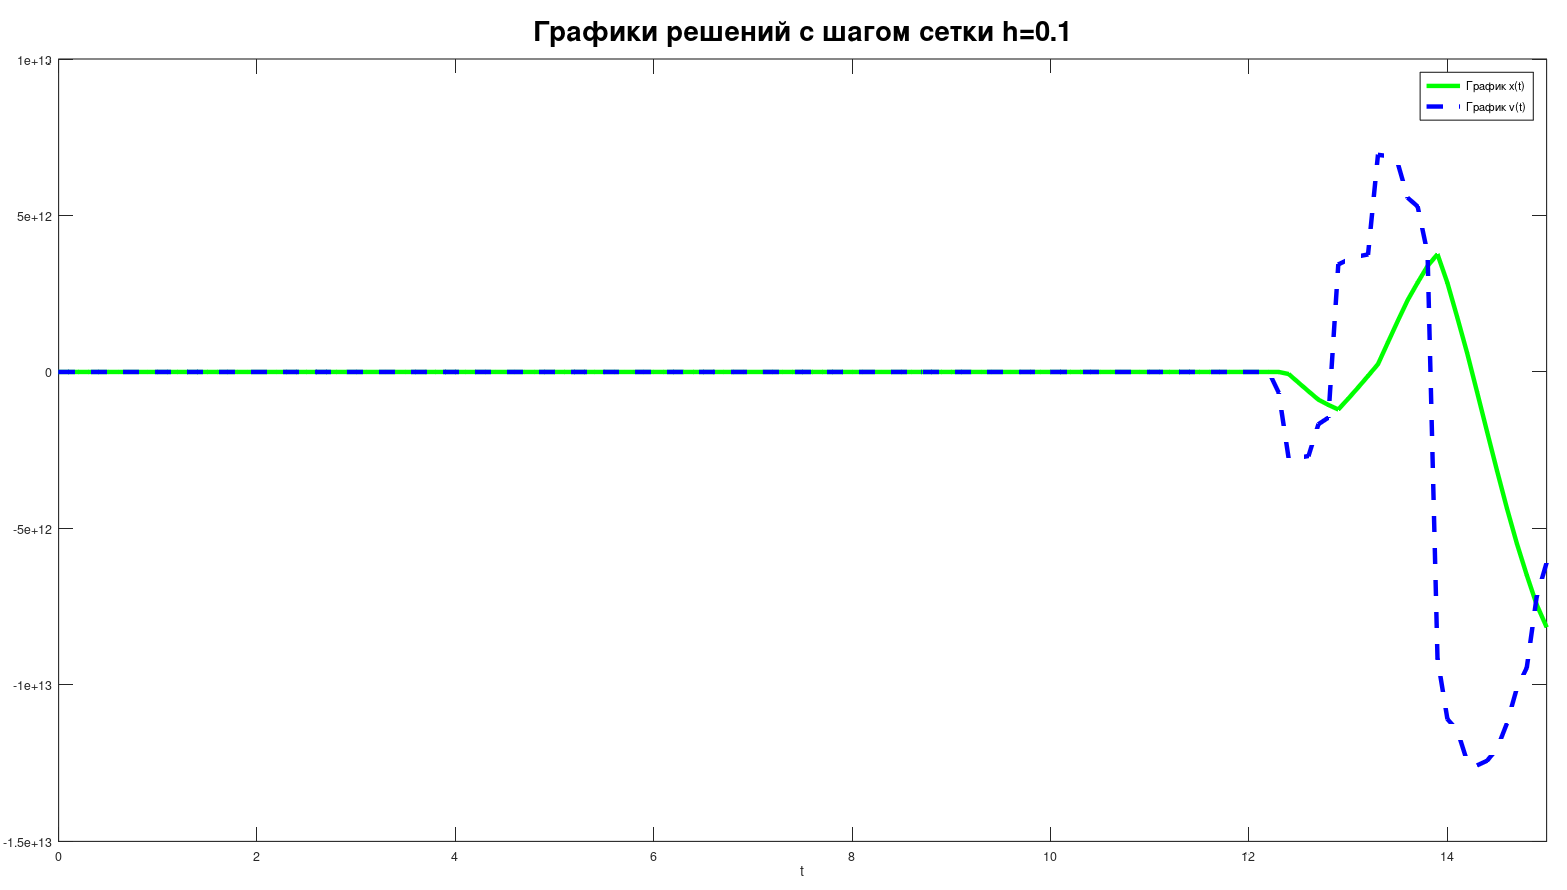 Графики решений с шагом сетки h=0.1
1e+13
График x(t)
График v(t)
5e+12
0
-5e+12
-1e+13
-1.5e+13
0 2 4 6 8 10 12 14
t